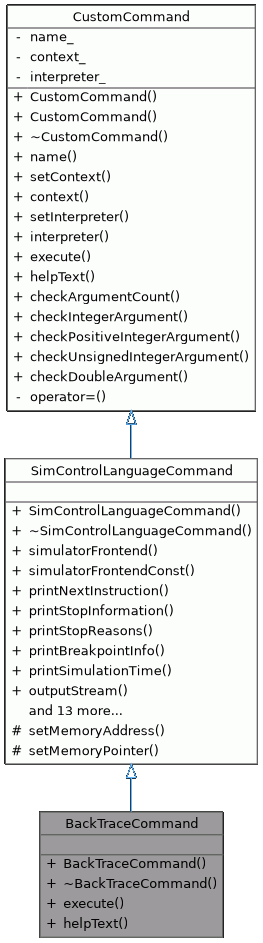 CustomCommand
- name_
- context_
- interpreter_
+ CustomCommand()
+ CustomCommand()
+ ~CustomCommand()
+ name()
+ setContext()
+ context()
+ setInterpreter()
+ interpreter()
+ execute()
+ helpText()
+ checkArgumentCount()
+ checkIntegerArgument()
+ checkPositiveIntegerArgument()
+ checkUnsignedIntegerArgument()
+ checkDoubleArgument()
- operator=()
SimControlLanguageCommand
+ SimControlLanguageCommand()
+ ~SimControlLanguageCommand()
+ simulatorFrontend()
+ simulatorFrontendConst()
+ printNextInstruction()
+ printStopInformation()
+ printStopReasons()
+ printBreakpointInfo()
+ printSimulationTime()
+ outputStream()
and 13 more...
# setMemoryAddress()
# setMemoryPointer()
BackTraceCommand
+ BackTraceCommand()
+ ~BackTraceCommand()
+ execute()
+ helpText()